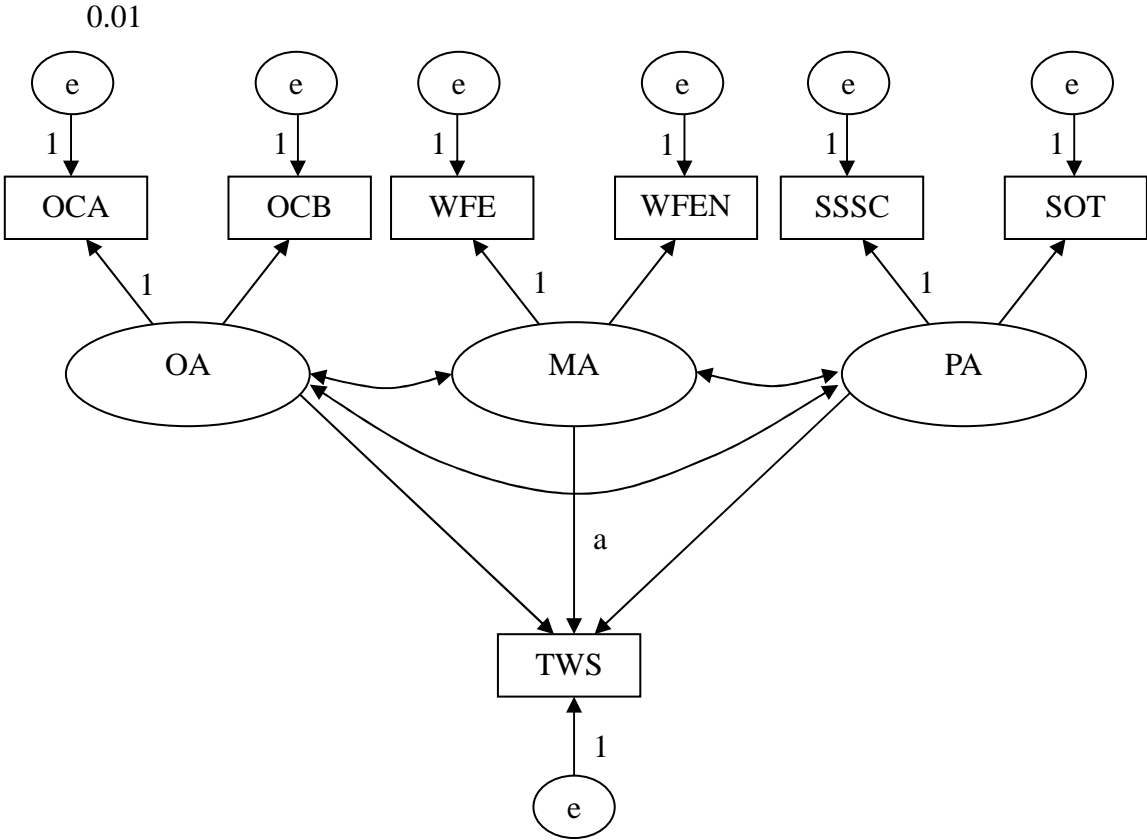 0.01
e e e e e e
1 1 1 1 1 1
OCA OCB WFE WFEN SSSC SOT
1 1 1
OA MA PA
a
TWS
1
e